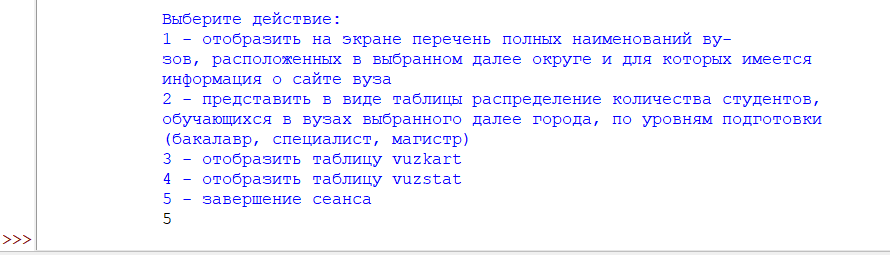 Выберите действие:
1 - отобразить на экране перечень полных наименований ву-
зов, расположенных в выбранном далее округе и для которых имеется
информация о сайте вуза
2 - представить в виде таблицы распределение количества студентов,
обучающихся в вузах выбранного далее города, по уровням подготовки
(бакалавр, специалист, магистр)
3 - отобразить таблицу vuzkart
4 - отобразить таблицу vuzstat
5 - завершение сеанса
5
>>>